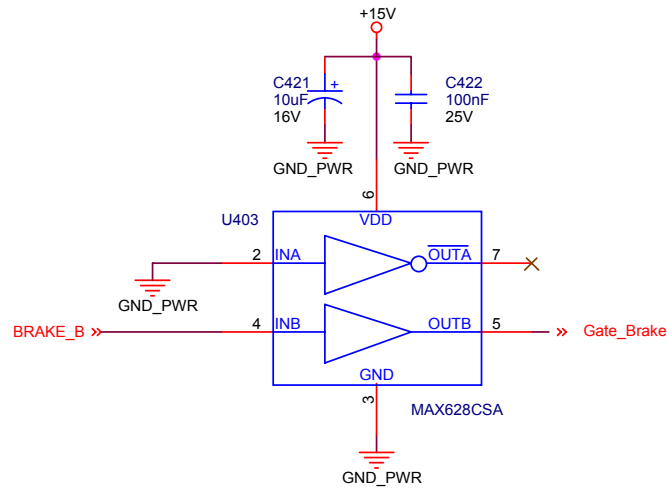 +15V
C421
+
10uF
16V
C422
100nF
25V
GND_PWR
GND_PWR
6
U403
VDD
2
INA
OUTA
7
GND_PWR
BRAKE_B
4
INB
OUTB
5
Gate_Brake
GND
3
MAX628CSA
GND_PWR